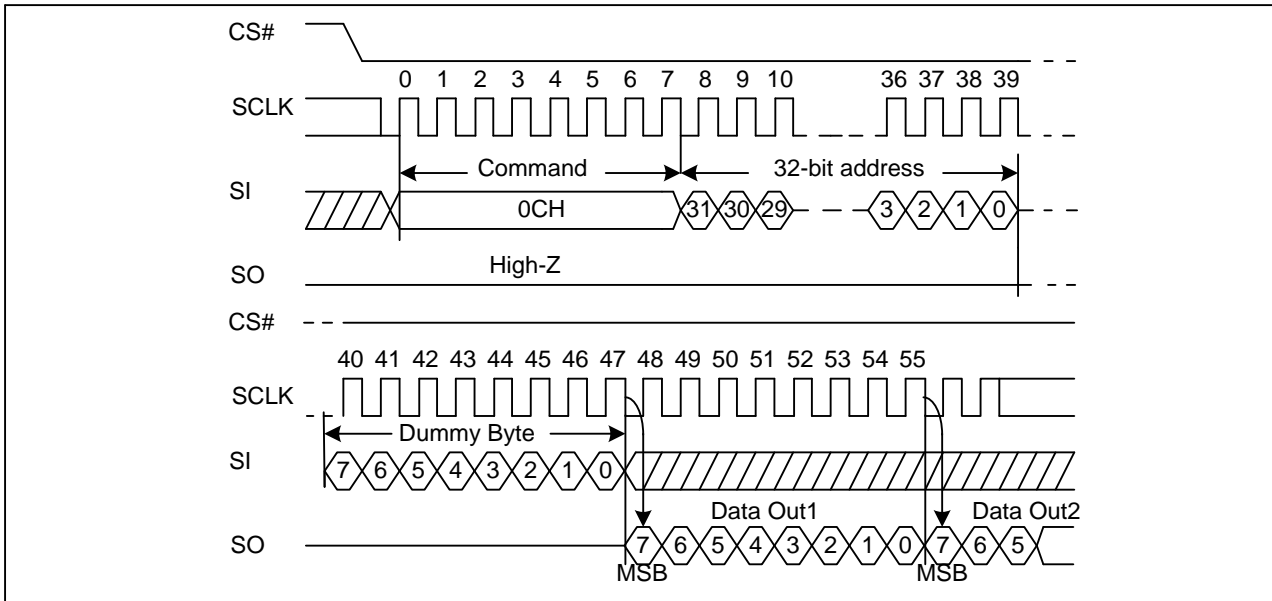 CS#
0 1 2 3 4 5 6 7 8 9 10 36 37 38 39
SCLK
Command 32-bit address
SI
0CH 31 30 29 3 2 1 0
High-Z
SO
CS#
40 41 42 43 44 45 46 47 48 49 50 51 52 53 54 55
SCLK
Dummy Byte
SI
7 6 5 4 3 2 1 0
Data Out1 Data Out2
SO
7 6 5 4 3 2 1 0 7 6 5
MSB MSB